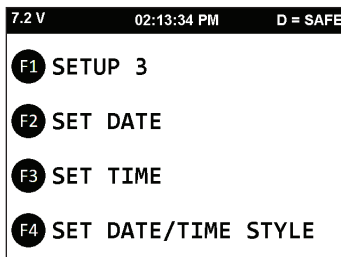 7.2 V 02:13:34 PM D = SAFE
F1 SETUP 3
F2 SET DATE
F3 SET TIME
F4 SET DATE/TIME STYLE